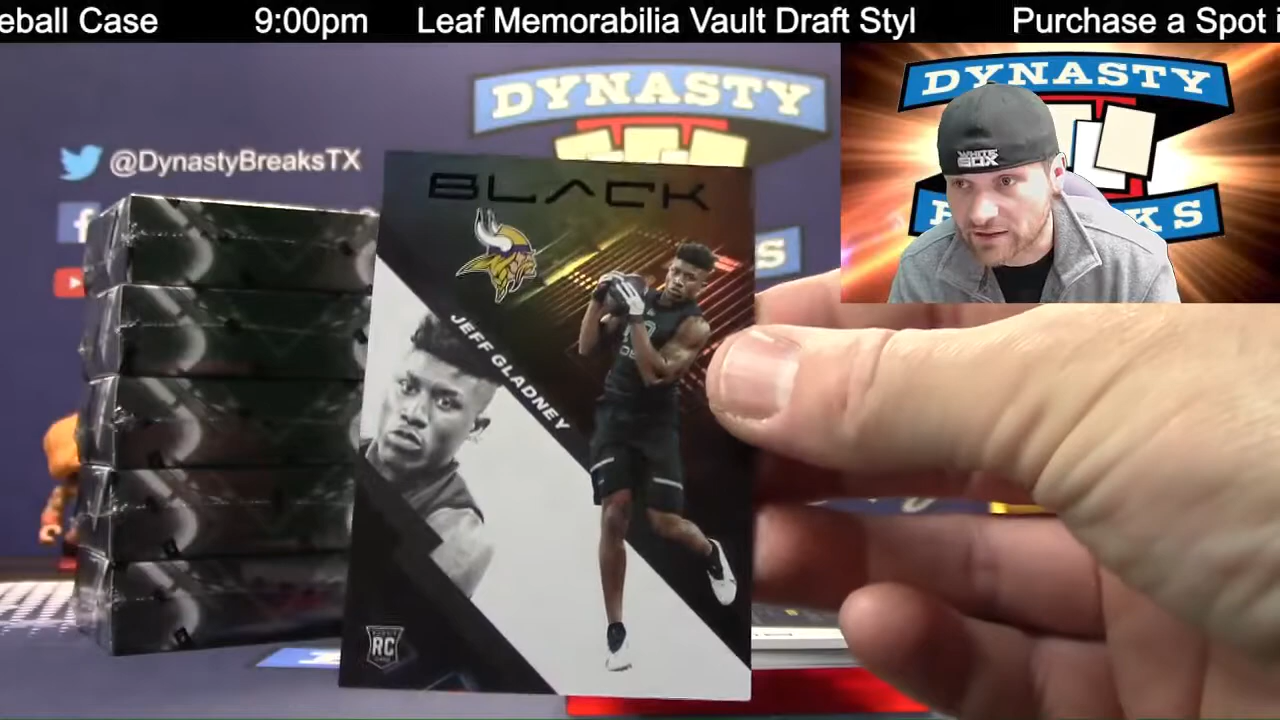 eball Case 9:00pm Leaf Memorabilia Vault Draft Styl Purchase a Spot i
DYNASTY
@DynastyBreaksTX
BLACK
JEFF GLADNEY
RC
DYNASTY
WHITE SOX
KS
S